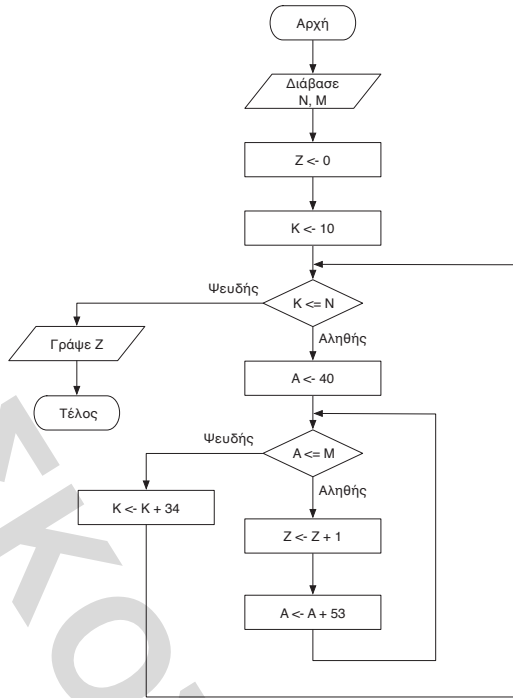 Αρχή
Διάβασε
Ν, Μ
Ζ <- 0
Κ <- 10
Ψευδής
Κ <= Ν
Αληθής
Γράψε Ζ
Α <- 40
Τέλος
Ψευδής
Α <= Μ
Αληθής
Κ <- Κ + 34
Ζ <- Ζ + 1
Α <- Α + 53